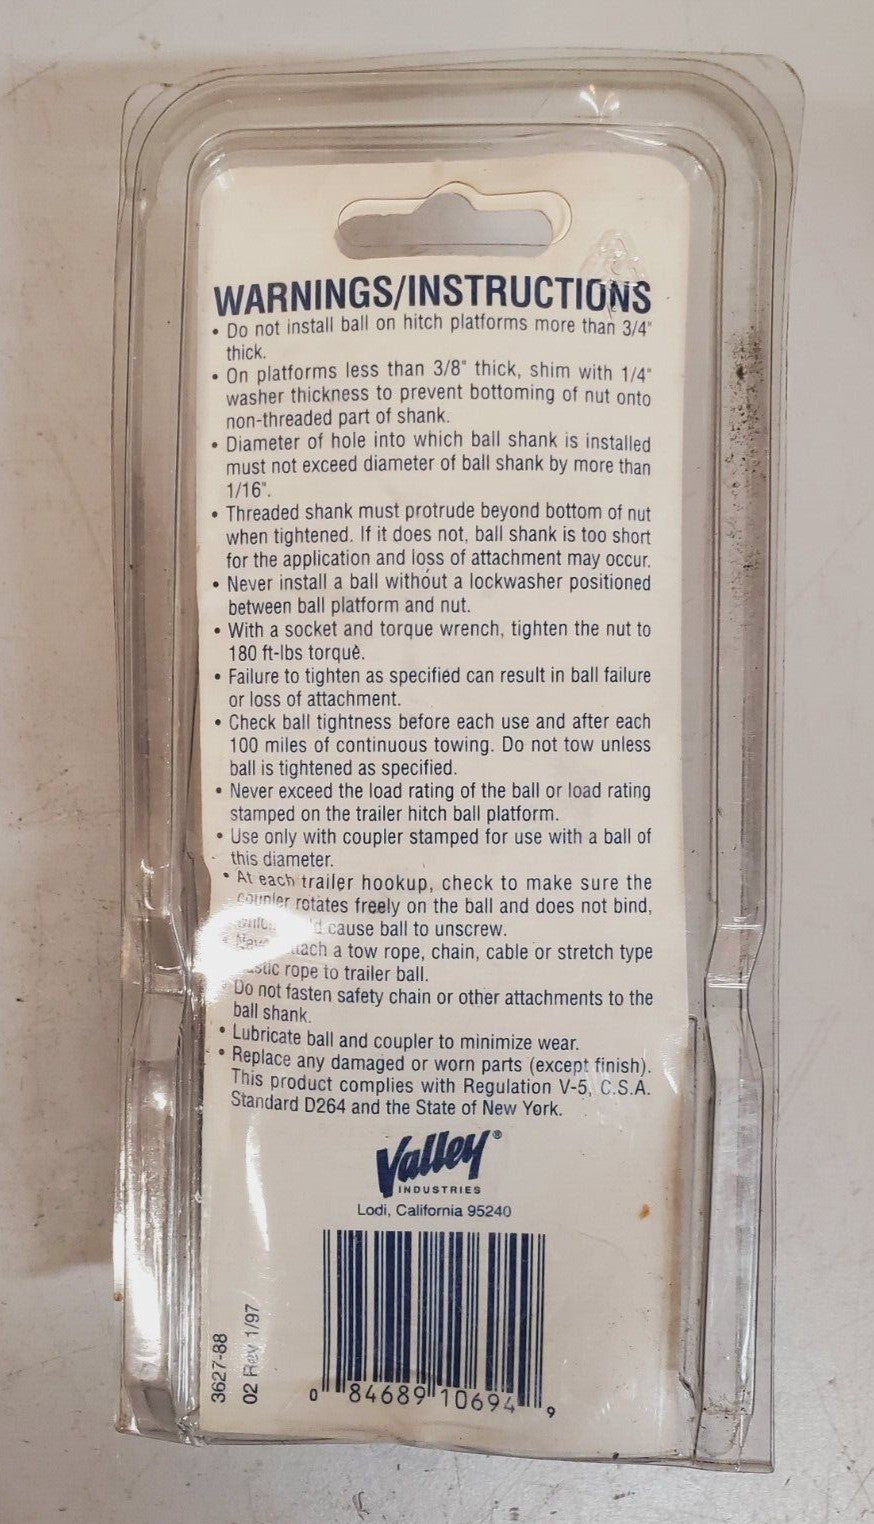 WARNINGS/INSTRUCTIONS
• Do not install ball on hitch platforms more than 3/4"
thick.
• On platforms less than 3/8" thick, shim with 1/4"
washer thickness to prevent bottoming of nut onto
non-threaded part of shank.
• Diameter of hole into which ball shank is installed
must not exceed diameter of ball shank by more than
1/16".
• Threaded shank must protrude beyond bottom of nut
when tightened. If it does not, ball shank is too short
for the application and loss of attachment may occur.
• Never install a ball without a lockwasher positioned
between ball platform and nut.
• With a socket and torque wrench, tighten the nut to
180 ft-lbs torque.
• Failure to tighten as specified can result in ball failure
or loss of attachment.
• Check ball tightness before each use and after each
100 miles of continuous towing. Do not tow unless
ball is tightened as specified.
• Never exceed the load rating of the ball or load rating
stamped on the trailer hitch ball platform.
• Use only with coupler stamped for use with a ball of
this diameter.
• At each trailer hookup, check to make sure the
coupler rotates freely on the ball and does not bind,
cause ball to unscrew.
a tow rope, chain, cable or stretch type
rope to trailer ball.
Do not fasten safety chain or other attachments to the
ball shank.
• Lubricate ball and coupler to minimize wear.
• Replace any damaged or worn parts (except finish).
This product complies with Regulation V-5, C.S.A.
Standard D264 and the State of New York.
Valley®
INDUSTRIES
Lodi, California 95240
3627-88
02 Rev 1/97
0 84689 10694 9